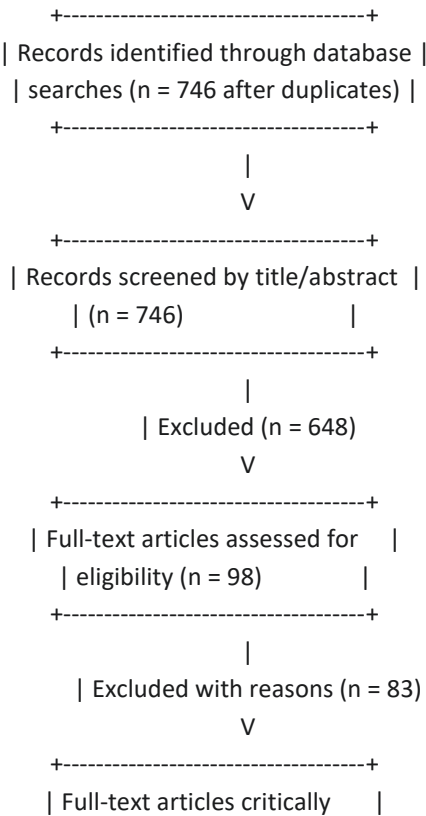 +------------------------------------+
| Records identified through database |
| searches (n = 746 after duplicates) |
+------------------------------------+
|
V
+------------------------------------+
| Records screened by title/abstract |
| (n = 746) |
+------------------------------------+
|
| Excluded (n = 648)
V
+------------------------------------+
| Full-text articles assessed for |
| eligibility (n = 98) |
+------------------------------------+
|
| Excluded with reasons (n = 83)
V
+------------------------------------+
| Full-text articles critically |